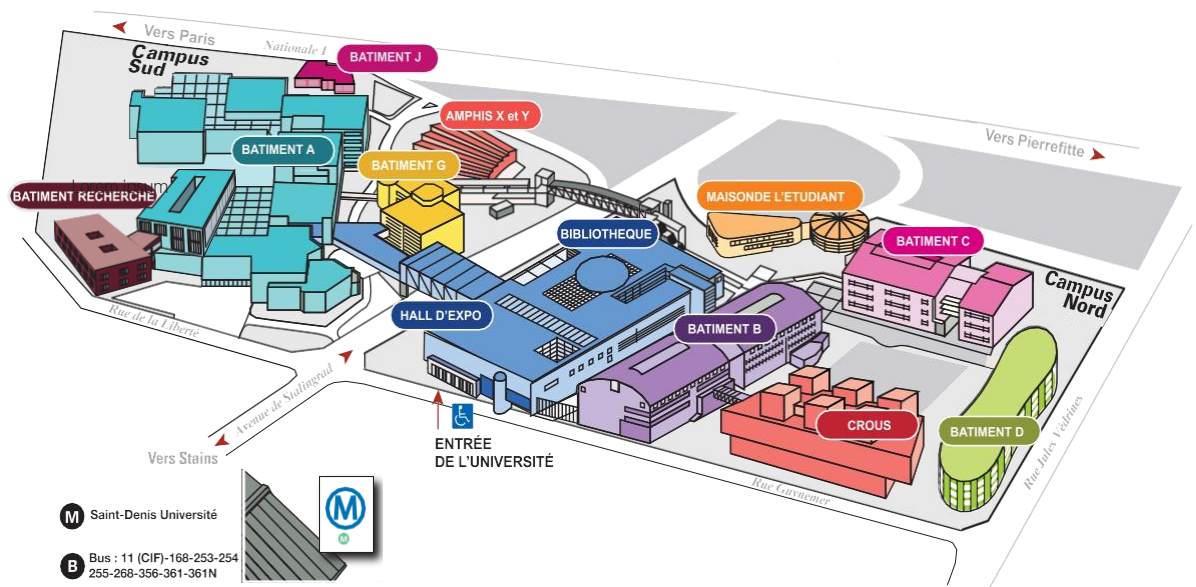 Vers Paris
Nationale 1
Campus
Sud
BATIMENT J
AMPHIS X et Y
Vers Pierrefitte
BATIMENT A
BATIMENT G
BATIMENT RECHERCHE
MAISONDE L'ETUDIANT
BIBLIOTHEQUE
BATIMENT C
Campus
Nord
HALL D'EXPO
BATIMENT B
Rue de la Liberté
Avenue de Stalingrad
CROUS
BATIMENT D
Rue Jules Védrines
ENTRÉE
DE L'UNIVERSITÉ
Vers Stains
Rue Guynemer
M Saint-Denis Université
M
M
B Bus : 11 (CIF)-168-253-254
255-268-356-361-361N